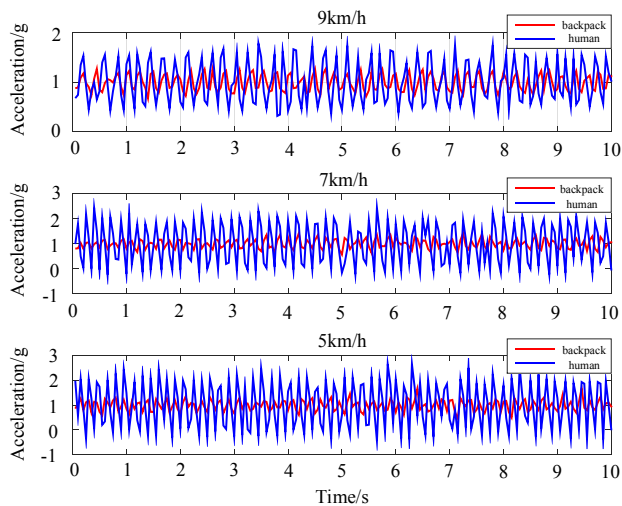 9km/h
backpack
human
Acceleration/g
2
1
0
0 1 2 3 4 5 6 7 8 9 10
7km/h
backpack
human
Acceleration/g
3
2
1
0
-1
0 1 2 3 4 5 6 7 8 9 10
5km/h
backpack
human
Acceleration/g
3
2
1
0
-1
0 1 2 3 4 5 6 7 8 9 10
Time/s